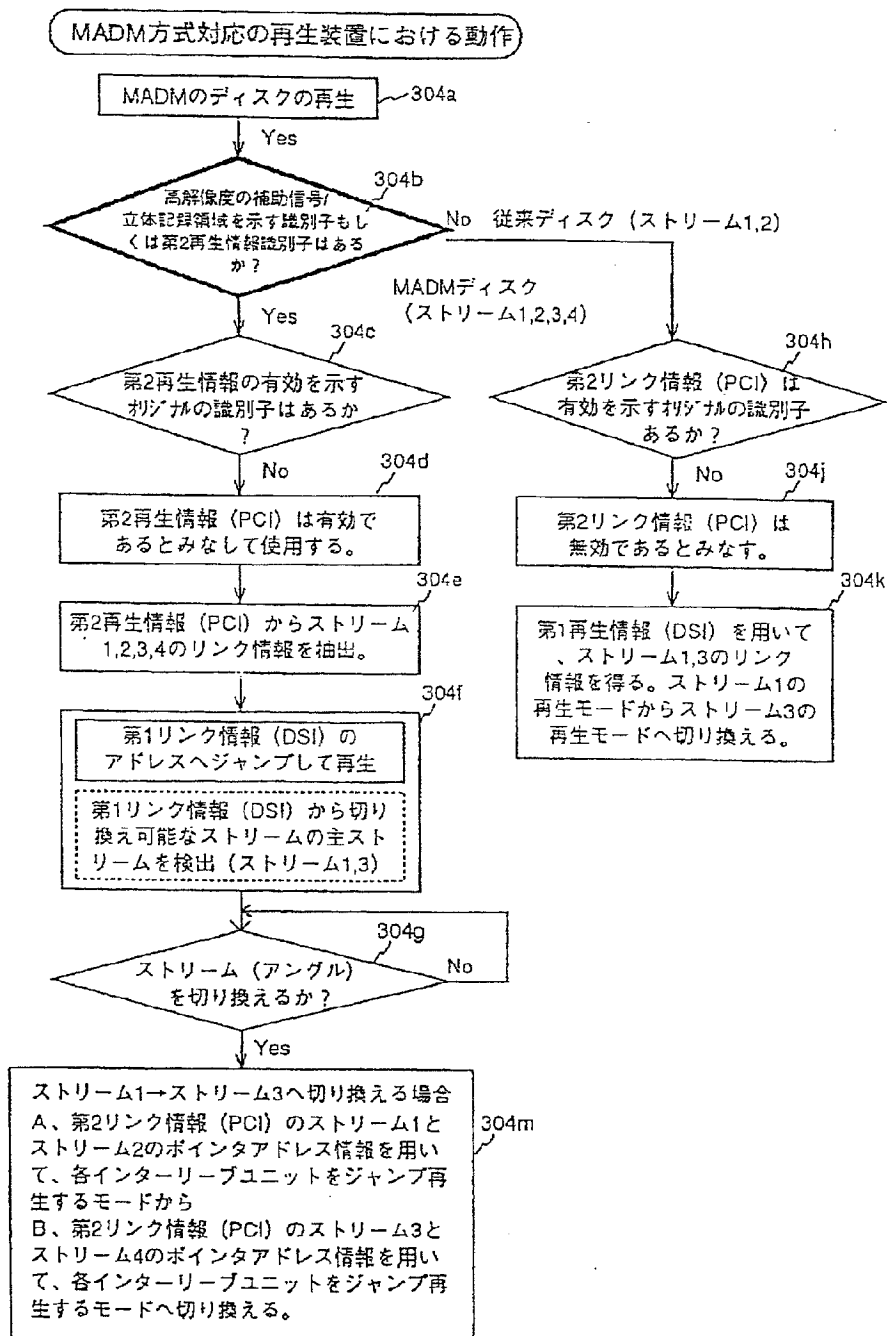 MADM方式対応の再生装置における動作
MADMのディスクの再生
304a
Yes
304b
高解像度の補助信号/
立体記録領域を示す識別子もし
くは第2再生情報識別子はある
か?
No 従来ディスク(ストリーム1,2)
MADMディスク
(ストリーム1,2,3,4)
Yes
304c
第2再生情報の有効を示す
オリジナルの識別子はあるか
?
304h
第2リンク情報(PCI)は
有効を示すオリジナルの識別子
あるか?
No
304d
第2再生情報(PCI)は有効で
あるとみなして使用する。
No
304j
第2リンク情報(PCI)は
無効であるとみなす。
304e
第2再生情報(PCI)からストリーム
1,2,3,4のリンク情報を抽出。
304k
第1再生情報(DSI)を用いて
、ストリーム1,3のリンク
情報を得る。ストリーム1の
再生モードからストリーム3の
再生モードへ切り換える。
304f
第1リンク情報(DSI)の
アドレスへジャンプして再生
第1リンク情報(DSI)から切り
換え可能なストリームの主スト
リームを検出(ストリーム1,3)
304g
ストリーム(アングル)
を切り換えるか?
No
Yes
ストリーム1→ストリーム3へ切り換える場合
A、第2リンク情報(PCI)のストリーム1と
ストリーム2のポインタアドレス情報を用い
て、各インターリーブユニットをジャンプ再
生するモードから
B、第2リンク情報(PCI)のストリーム3と
ストリーム4のポインタアドレス情報を用い
て、各インターリーブユニットをジャンプ再
生するモードへ切り換える。
304m